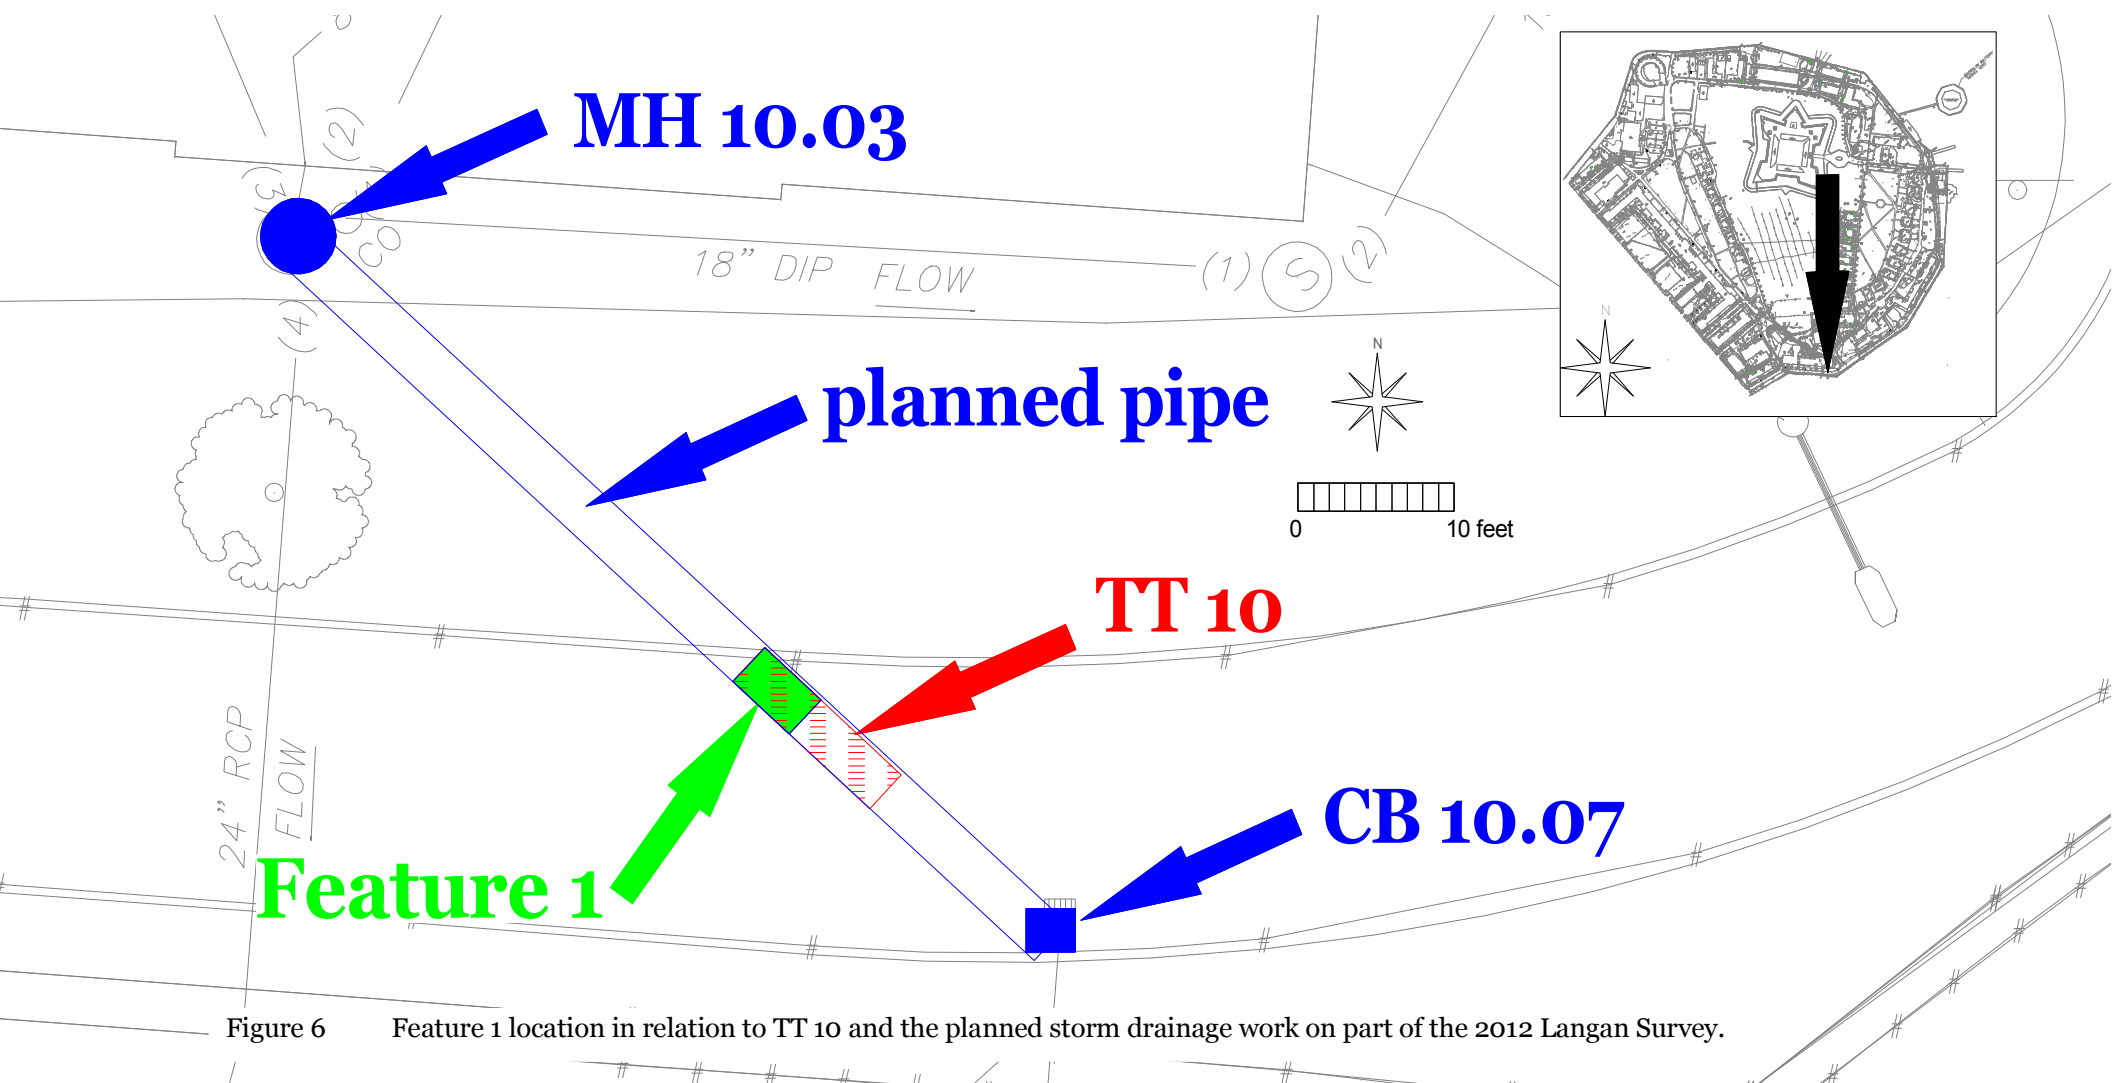 (2)
MH 10.03
(3)
CO
18” DIP FLOW
(1) S (2)
N
(4)
N
planned pipe
0 10 feet
TT 10
24” RCP
FLOW
CB 10.07
Feature 1
Figure 6 Feature 1 location in relation to TT 10 and the planned storm drainage work on part of the 2012 Langan Survey.